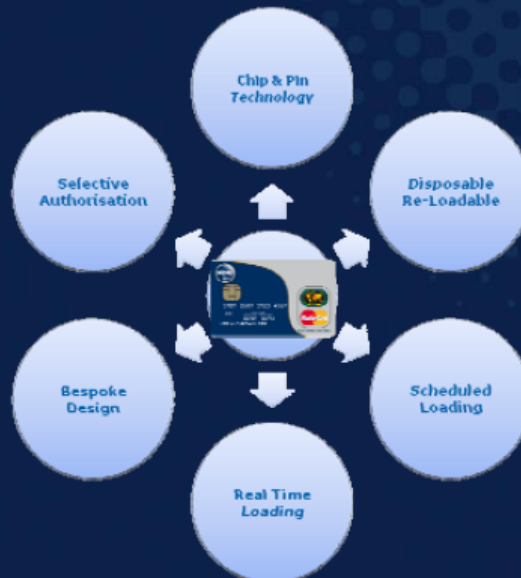 Chip & Pin
Technology
Selective
Authorisation
Disposable
Re-Loadable
Bespoke
Design
Scheduled
Loading
Real Time
Loading